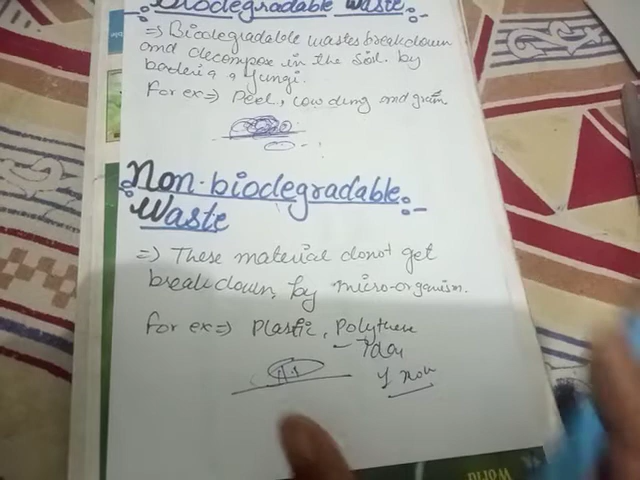 Biodegradable Waste :-
=> Biodegradable wastes breakdown
and decompose in the soil. by
bacteria & fungi.
For ex => Peel, Cow dung and grain
Non-biodegradable :-
Waste
=> These material donot get
breakdown, by micro-organism.
For ex => Plastic, Polythene
World